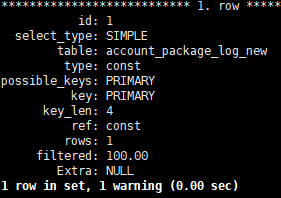 *************************** 1. row *****
id: 1
select_type: SIMPLE
table: account_package_log_new
type: const
possible_keys: PRIMARY
key: PRIMARY
key_len: 4
ref: const
rows: 1
filtered: 100.00
Extra: NULL
1 row in set, 1 warning (0.00 sec)